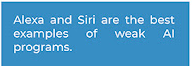 Alexa and Siri are the best
examples of weak AI
programs.